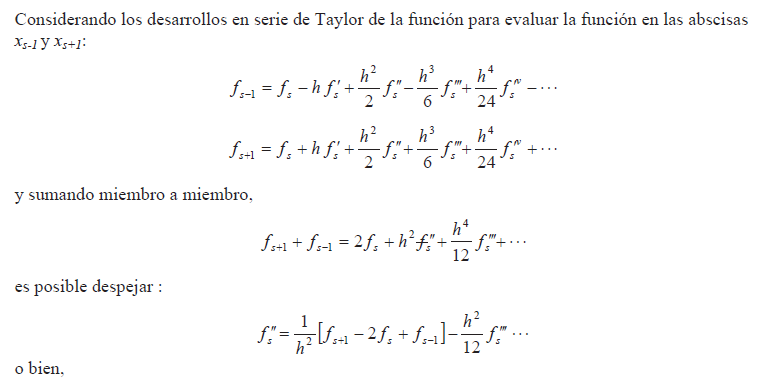 Considerando los desarrollos en serie de Taylor de la función para evaluar la función en las abscisas
x_{s-1} y x_{s+1}:
f_{s-1} = f_s - h f_s' + \frac{h^2}{2} f_s'' - \frac{h^3}{6} f_s''' + \frac{h^4}{24} f_s^{iv} - \cdots
f_{s+1} = f_s + h f_s' + \frac{h^2}{2} f_s'' + \frac{h^3}{6} f_s''' + \frac{h^4}{24} f_s^{iv} + \cdots
y sumando miembro a miembro,
f_{s+1} + f_{s-1} = 2f_s + h^2 f_s'' + \frac{h^4}{12} f_s''' + \cdots
es posible despejar :
f_s'' = \frac{1}{h^2} [f_{s+1} - 2f_s + f_{s-1}] - \frac{h^2}{12} f_s''' \cdots
o bien,